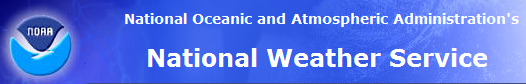 National Oceanic and Atmospheric Administration's
NOAA
National Weather Service